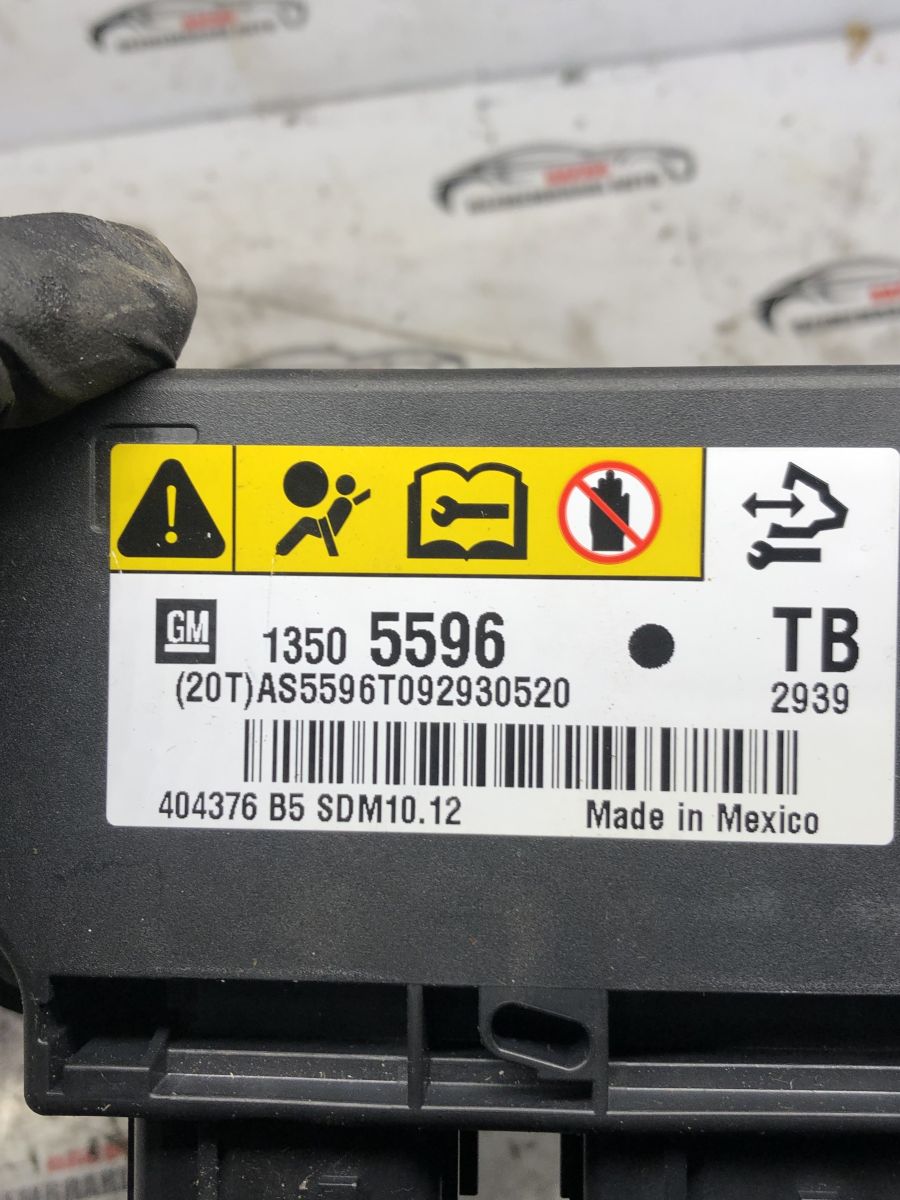 GM
1350 5596
TB
(20T)AS5596T092930520
2939
404376 B5 SDM10.12
Made in Mexico